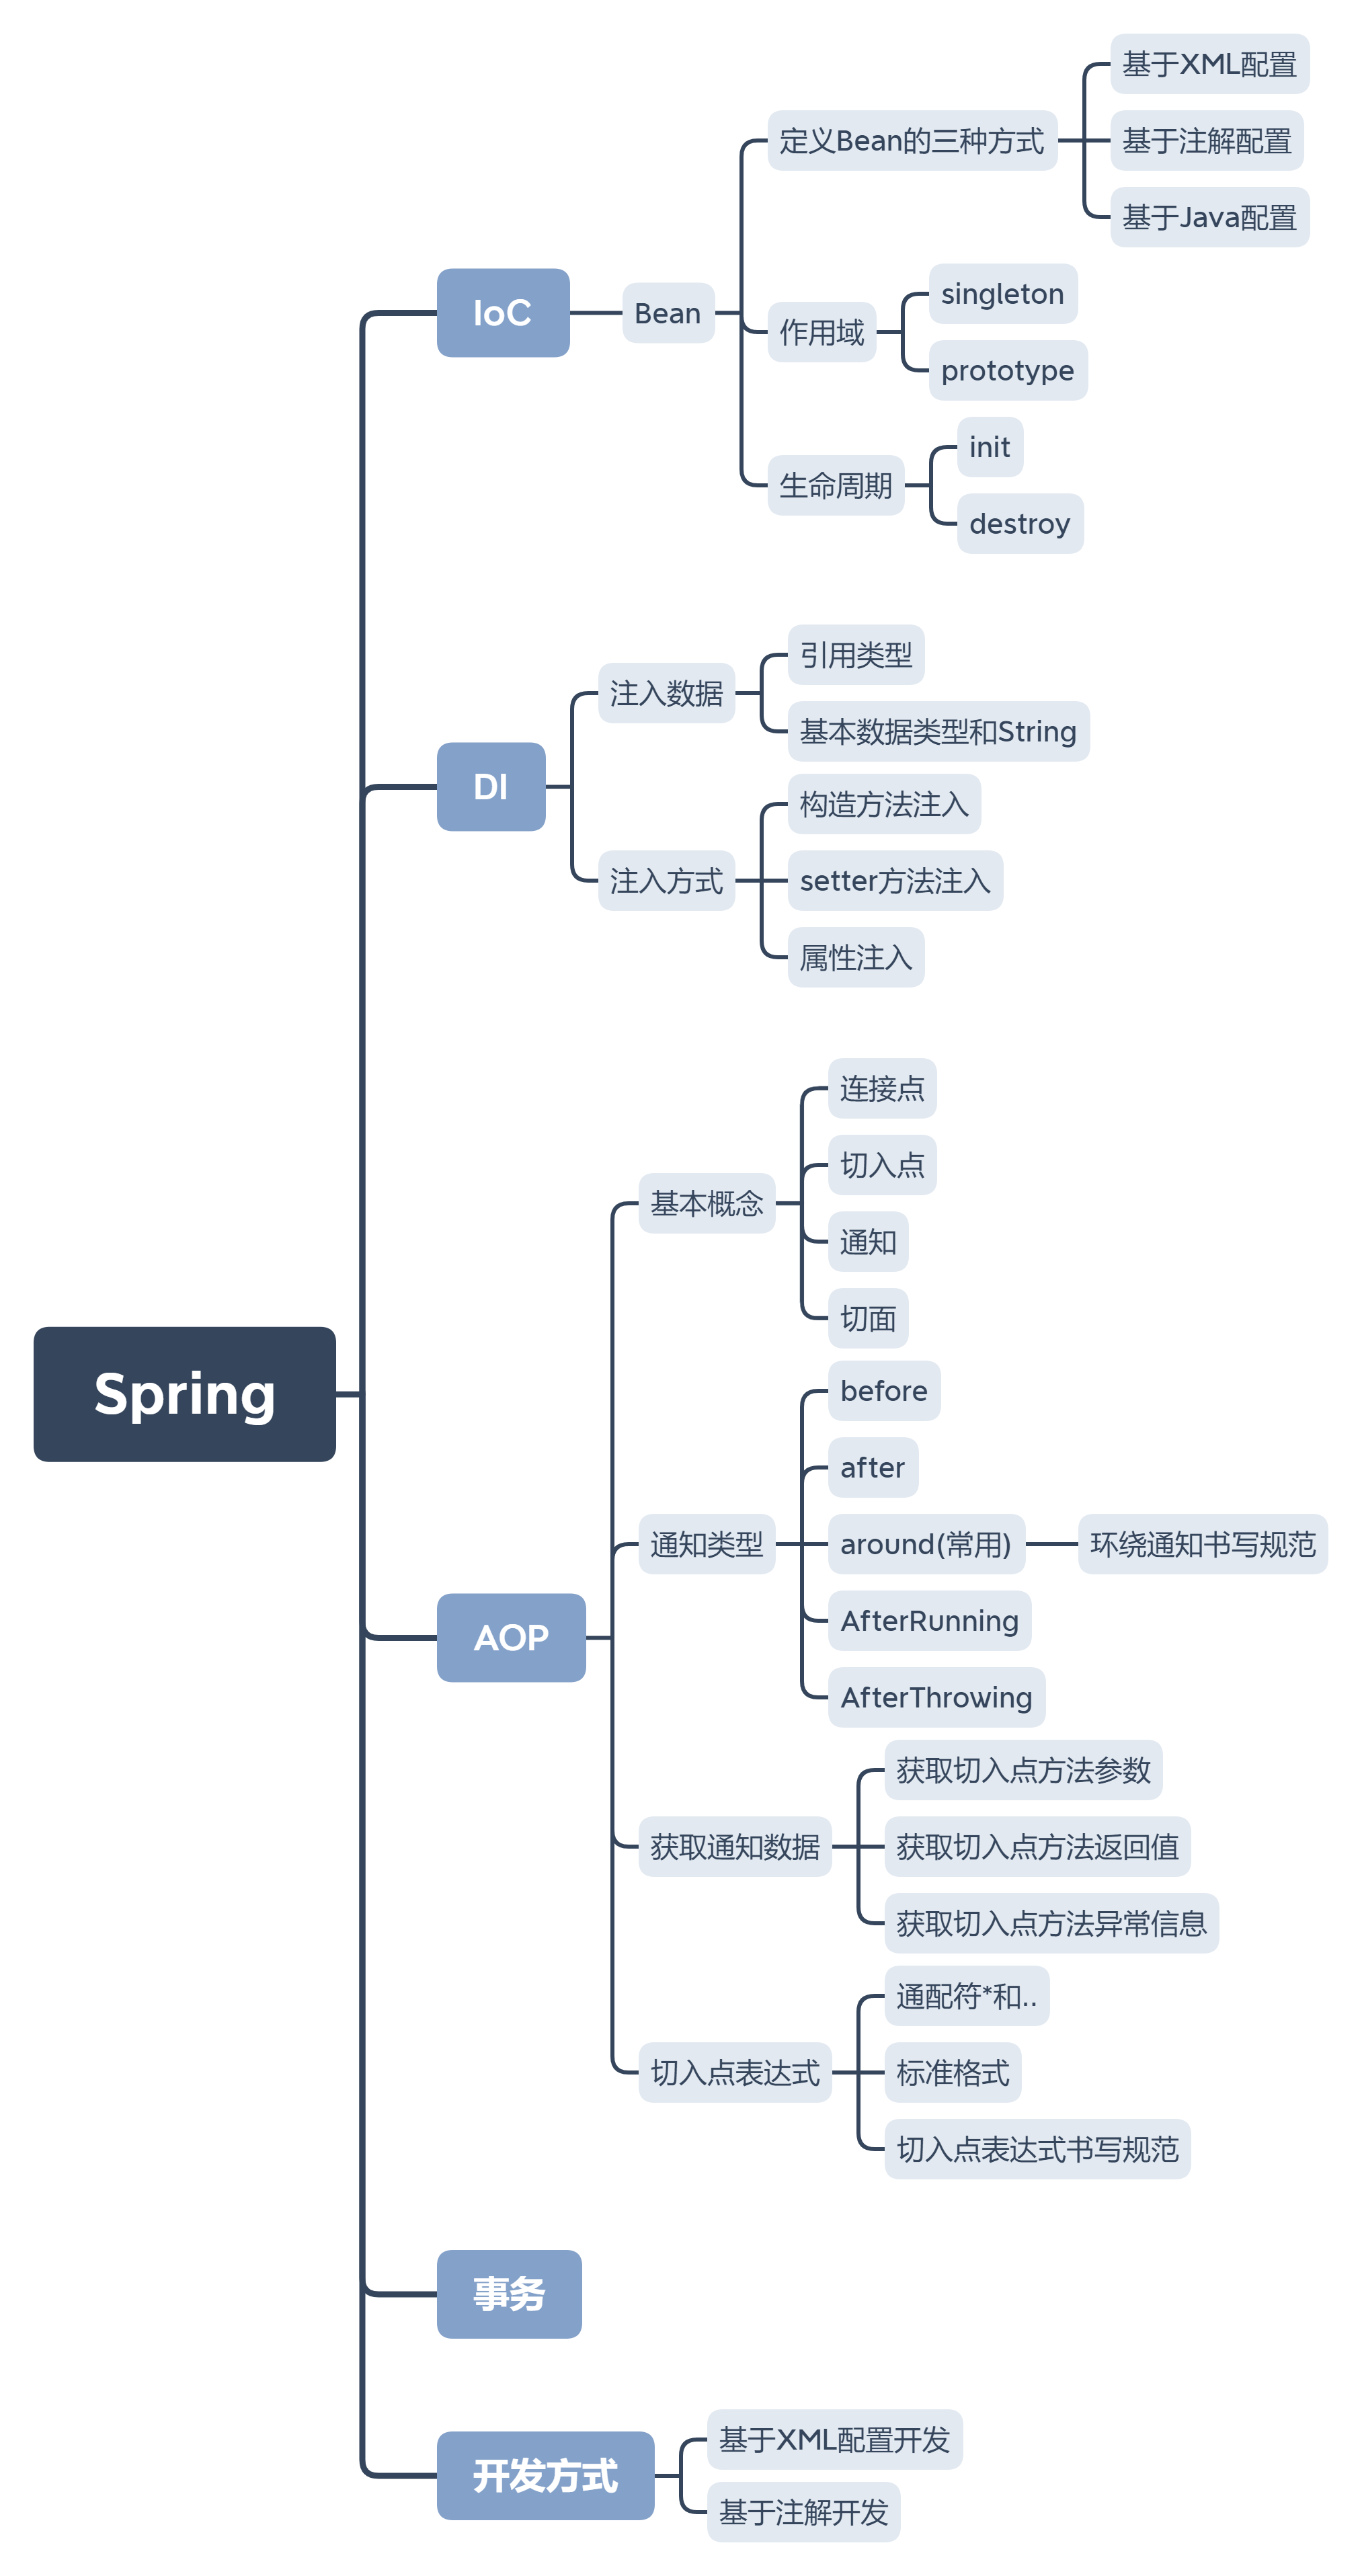 Spring
IoC
Bean
定义Bean的三种方式
基于XML配置
基于注解配置
基于Java配置
作用域
singleton
prototype
生命周期
init
destroy
DI
注入数据
引用类型
基本数据类型和String
注入方式
构造方法注入
setter方法注入
属性注入
AOP
基本概念
连接点
切入点
通知
切面
通知类型
before
after
around(常用)
环绕通知书写规范
AfterRunning
AfterThrowing
获取通知数据
获取切入点方法参数
获取切入点方法返回值
获取切入点方法异常信息
切入点表达式
通配符*和..
标准格式
切入点表达式书写规范
事务
开发方式
基于XML配置开发
基于注解开发